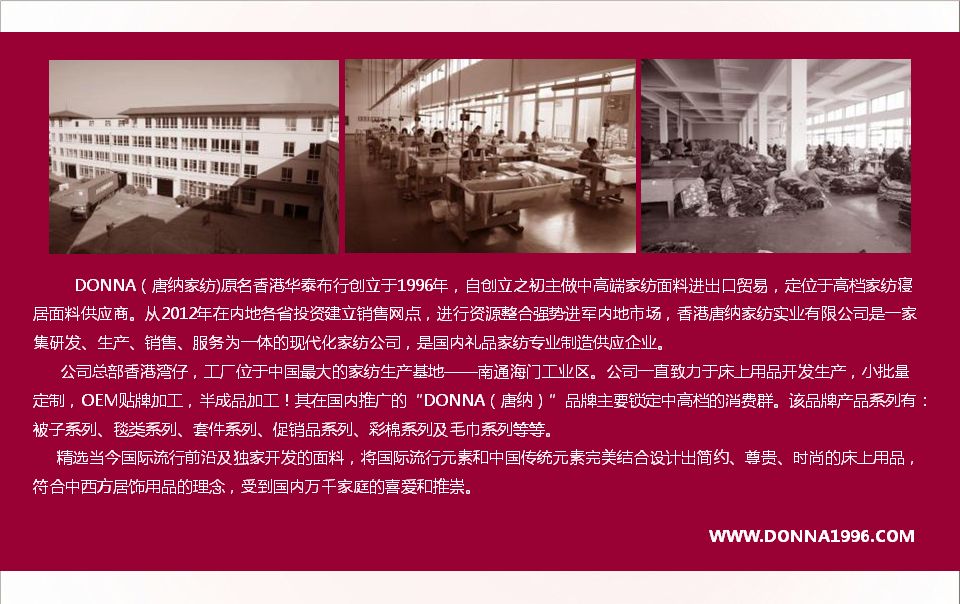 DONNA（唐纳家纺)原名香港华泰布行创立于1996年，自创立之初主做中高端家纺面料进出口贸易，定位于高档家纺寝
居面料供应商。从2012年在内地各省投资建立销售网点，进行资源整合强势进军内地市场，香港唐纳家纺实业有限公司是一家
集研发、生产、销售、服务为一体的现代化家纺公司，是国内礼品家纺专业制造供应企业。
公司总部香港湾仔，工厂位于中国最大的家纺生产基地——南通海门工业区。公司一直致力于床上用品开发生产，小批量
定制，OEM贴牌加工，半成品加工！其在国内推广的“DONNA（唐纳）”品牌主要锁定中高档的消费群。该品牌产品系列有：
被子系列、毯类系列、套件系列、促销品系列、彩棉系列及毛巾系列等等。
精选当今国际流行前沿及独家开发的面料，将国际流行元素和中国传统元素完美结合设计出简约、尊贵、时尚的床上用品，
符合中西方居饰用品的理念，受到国内万千家庭的喜爱和推崇。
WWW.DONNA1996.COM